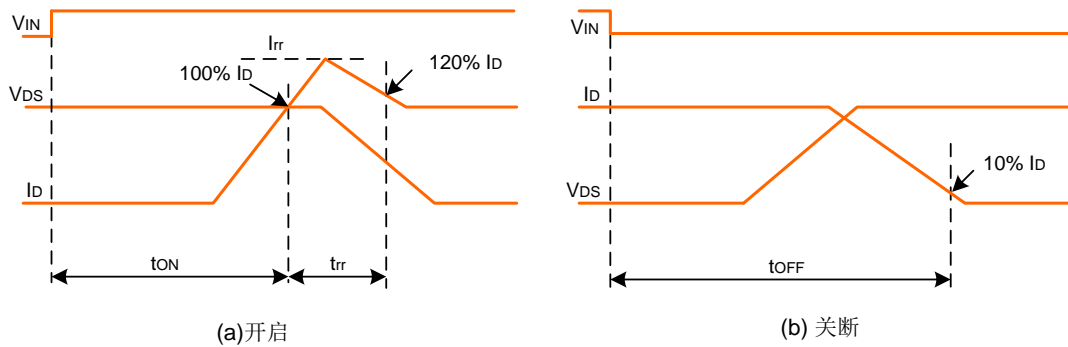 VIN
Irr
100% ID
120% ID
VDS
ID
tON
trr
(a)开启
VIN
ID
VDS
10% ID
tOFF
(b) 关断